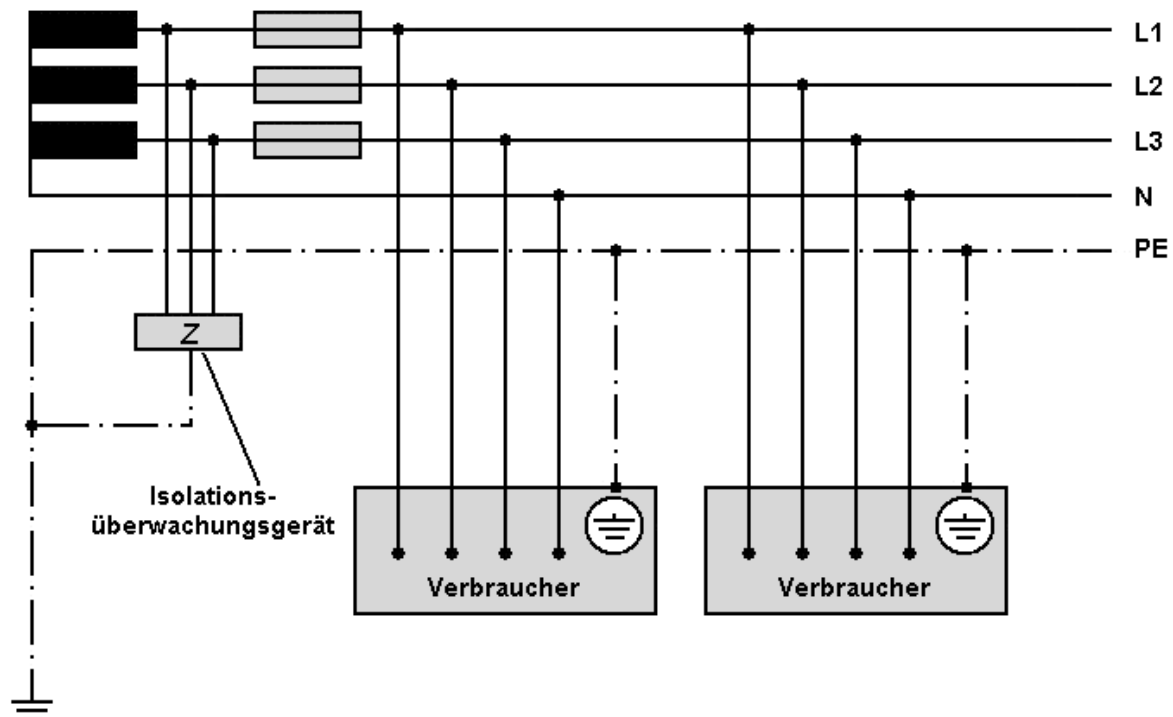 L1
L2
L3
N
PE
Z
Isolations-
überwachungsgerät
Verbraucher
Verbraucher